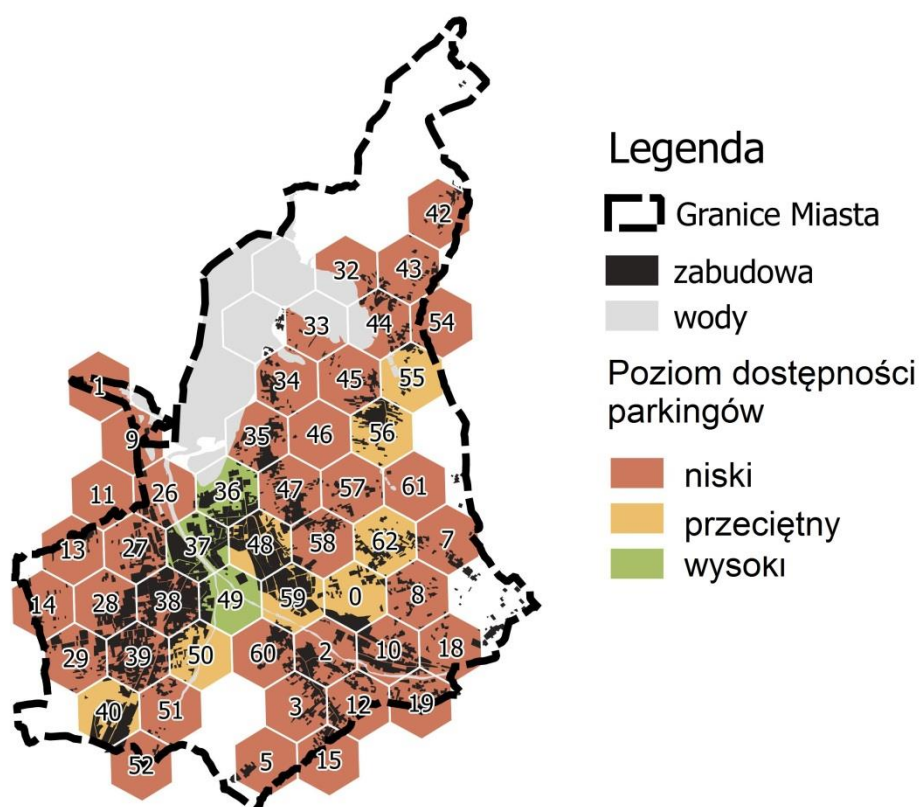 Legenda
Granice Miasta
zabudowa
wody
Poziom dostępności
parkingów
niski
przeciętny
wysoki
42
32 43
33 44 54
1 34 45 55
9 35 46 56
11 26 36 47 57 61
13 27 37 48 58 62 7
14 28 38 49 59 0 8
29 39 50 60 2 10 18
40 51 3 12 19
52 5 15